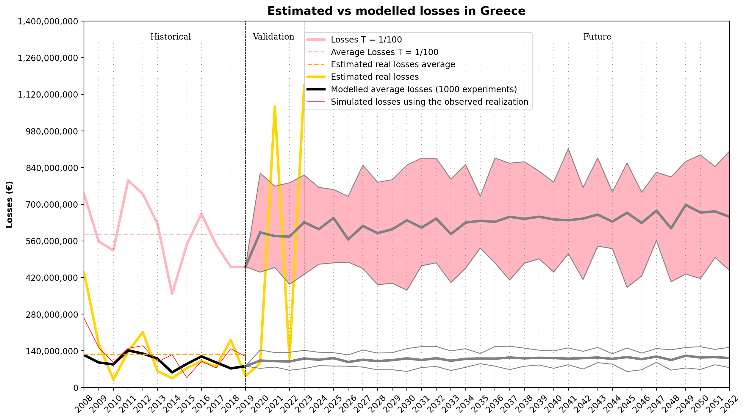 Estimated vs modelled losses in Greece
1,400,000,000
1,260,000,000
1,120,000,000
980,000,000
840,000,000
700,000,000
560,000,000
420,000,000
280,000,000
140,000,000
0
Losses (€)
Historical
Validation
Future
Losses T = 1/100
Average Losses T = 1/100
Estimated real losses average
Estimated real losses
Modelled average losses (1000 experiments)
Simulated losses using the observed realization
2008 2009 2010 2011 2012 2013 2014 2015 2016 2017 2018 2019 2020 2021 2022 2023 2024 2025 2026 2027 2028 2029 2030 2031 2032 2033 2034 2035 2036 2037 2038 2039 2040 2041 2042 2043 2044 2045 2046 2047 2048 2049 2050 2051 2052